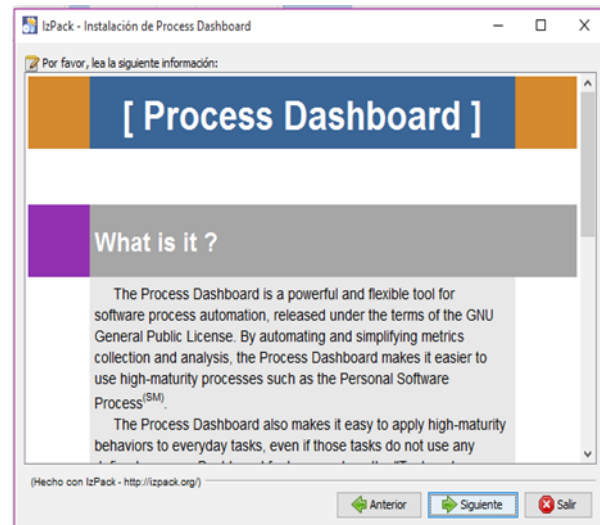 IzPack - Instalación de Process Dashboard
Por favor, lea la siguiente información:
[ Process Dashboard ]
What is it ?
The Process Dashboard is a powerful and flexible tool for
software process automation, released under the terms of the GNU
General Public License. By automating and simplifying metrics
collection and analysis, the Process Dashboard makes it easier to
use high-maturity processes such as the Personal Software
Process(SM).
The Process Dashboard also makes it easy to apply high-maturity
behaviors to everyday tasks, even if those tasks do not use any
(Hecho con IzPack - http://izpack.org/)
Anterior
Siguiente
Salir